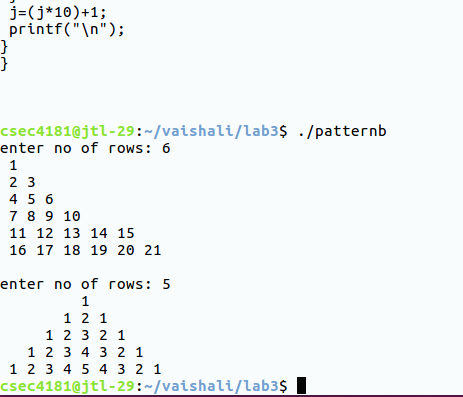 j=(j*10)+1;
printf("\n");
}
}
csec4181@jtl-29:~/vaishali/lab3$ ./patternb
enter no of rows: 6
1
2 3
4 5 6
7 8 9 10
11 12 13 14 15
16 17 18 19 20 21
enter no of rows: 5
1
1 2 1
1 2 3 2 1
1 2 3 4 3 2 1
1 2 3 4 5 4 3 2 1
csec4181@jtl-29:~/vaishali/lab3$